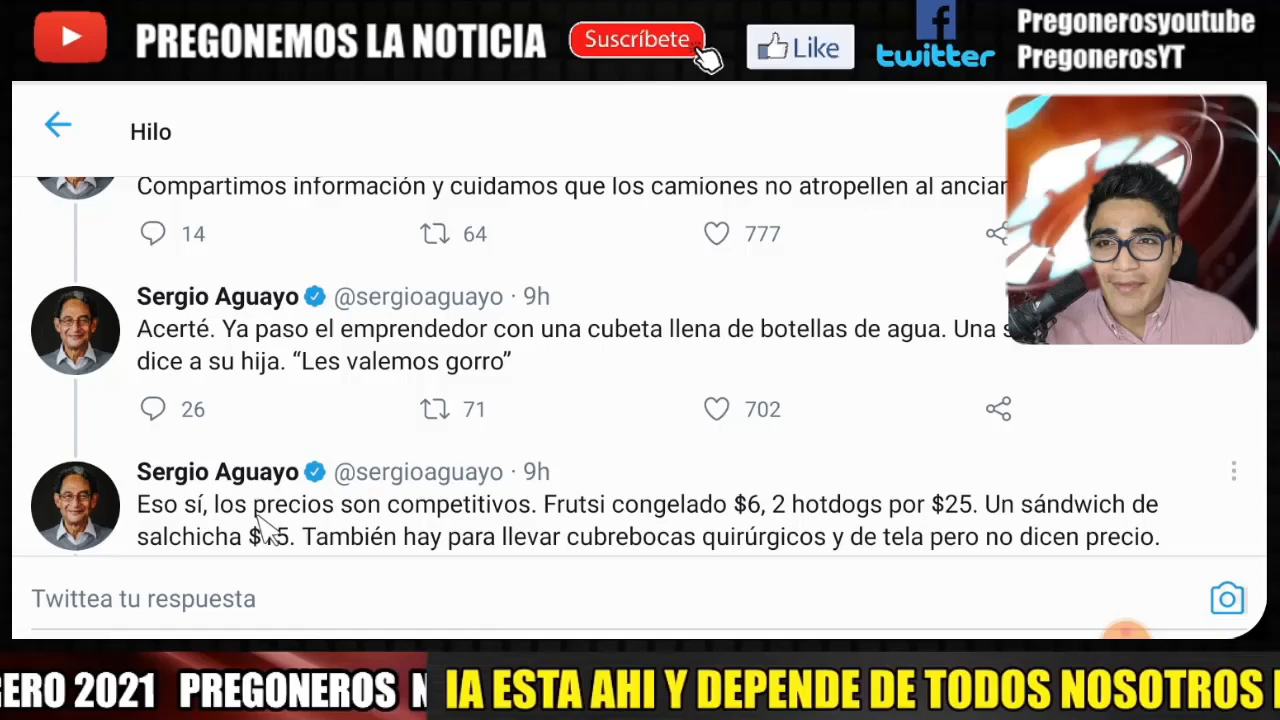 PREGONEMOS LA NOTICIA
Suscríbete
Like
twitter
Pregonerosyoutube
PregonerosYT
Hilo
Compartimos información y cuidamos que los camiones no atropellen al
14 64 777
Sergio Aguayo @sergioaguayo · 9h
Acerté. Ya paso el emprendedor con una cubeta llena de botellas de agua. Una
dice a su hija. “Les valemos gorro”
26 71 702
Sergio Aguayo @sergioaguayo · 9h
Eso sí, los precios son competitivos. Frutsi congelado $6, 2 hotdogs por $25. Un sándwich de
salchicha También hay para llevar cubrebocas quirúrgicos y de tela pero no dicen precio.
Twittea tu respuesta
2021 PREGONEROS ESTA AHI Y DEPENDE DE TODOS NOSOTROS